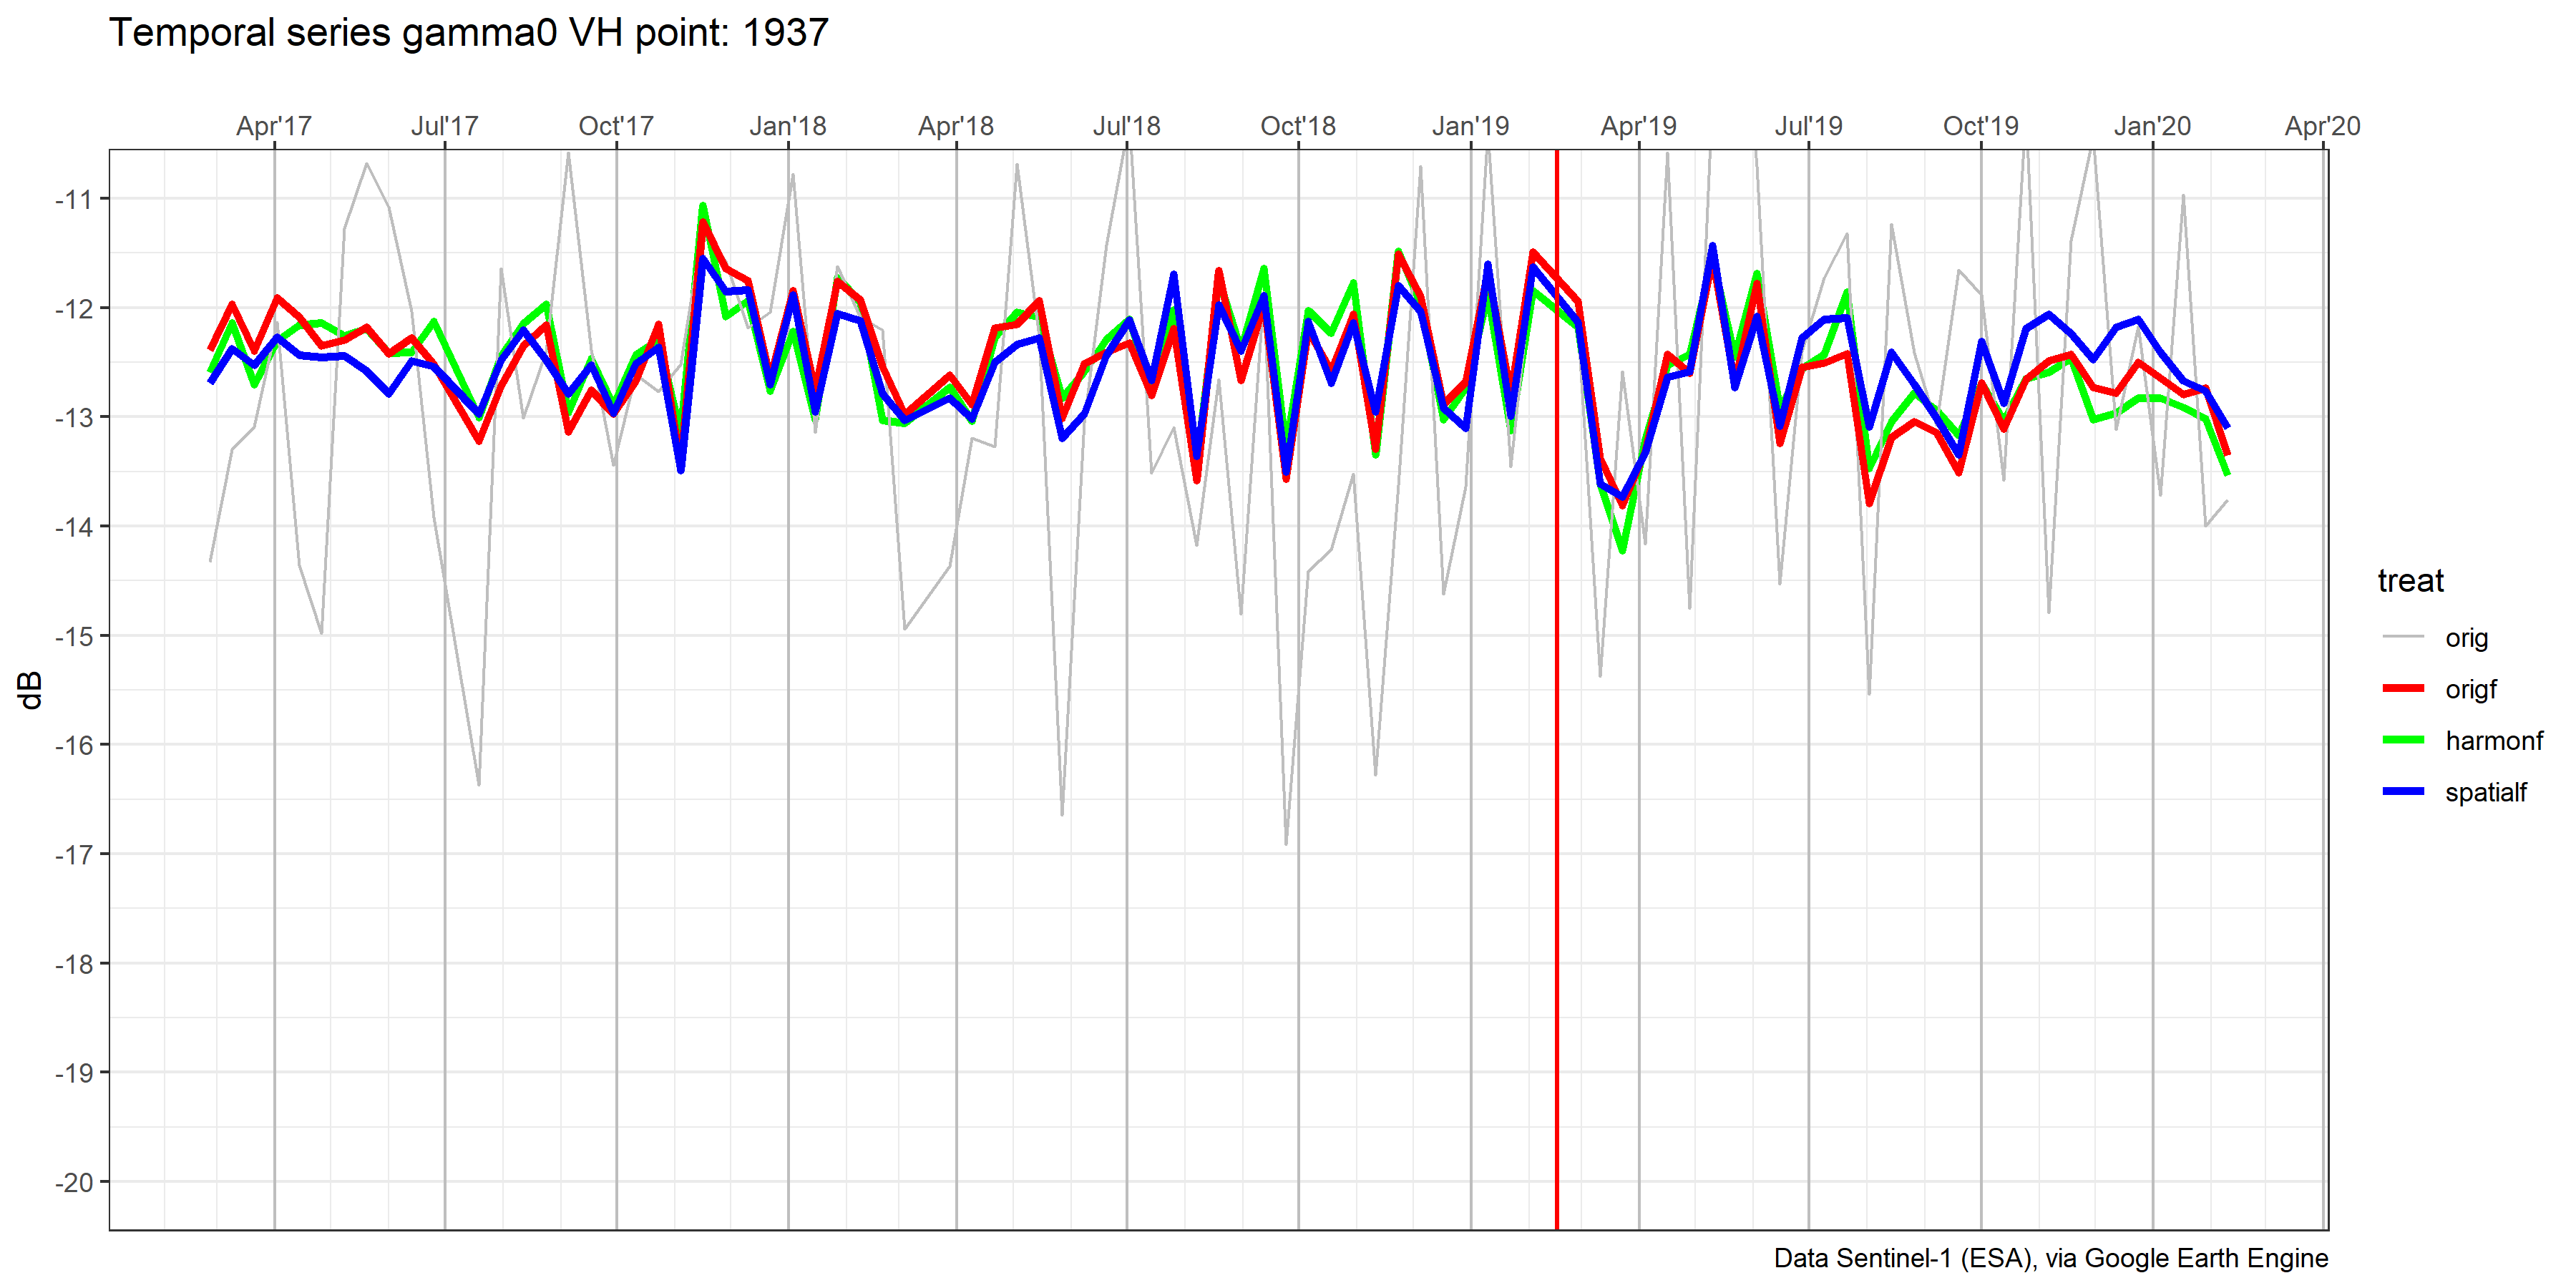 Temporal series gamma0 VH point: 1937
Apr'17 Jul'17 Oct'17 Jan'18 Apr'18 Jul'18 Oct'18 Jan'19 Apr'19 Jul'19 Oct'19 Jan'20 Apr'20
-11
-12
-13
-14
-15
-16
-17
-18
-19
-20
dB
treat
orig
origf
harmonf
spatialf
Data Sentinel-1 (ESA), via Google Earth Engine